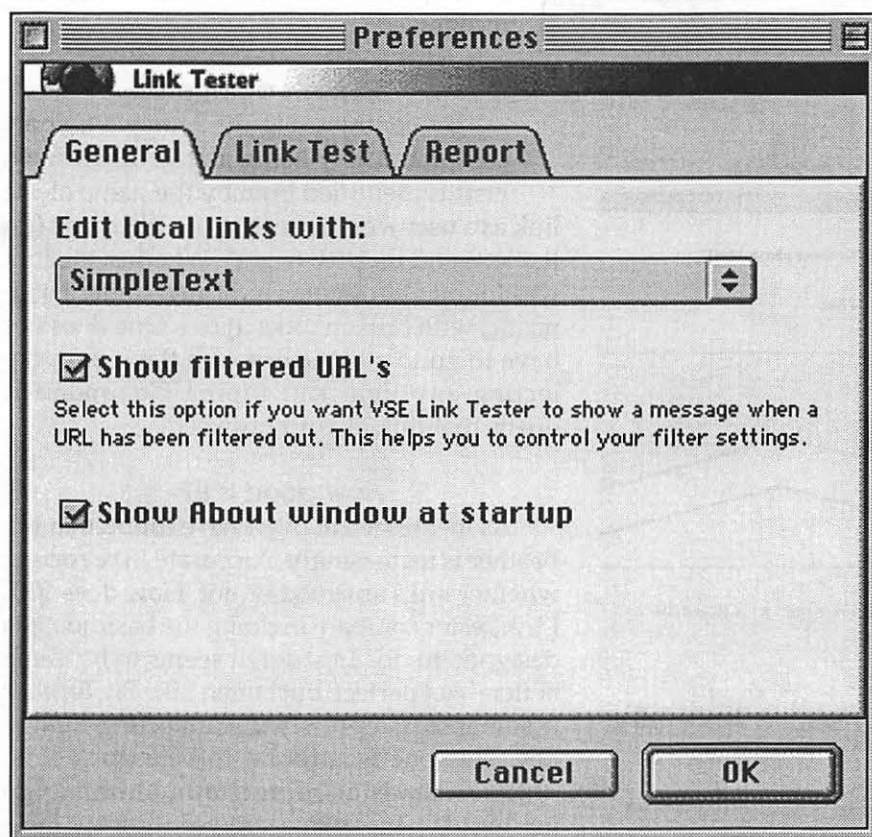 Preferences
Link Tester
General Link Test Report
Edit local links with:
SimpleText
Show filtered URL's
Select this option if you want VSE Link Tester to show a message when a
URL has been filtered out. This helps you to control your filter settings.
Show About window at startup
Cancel OK